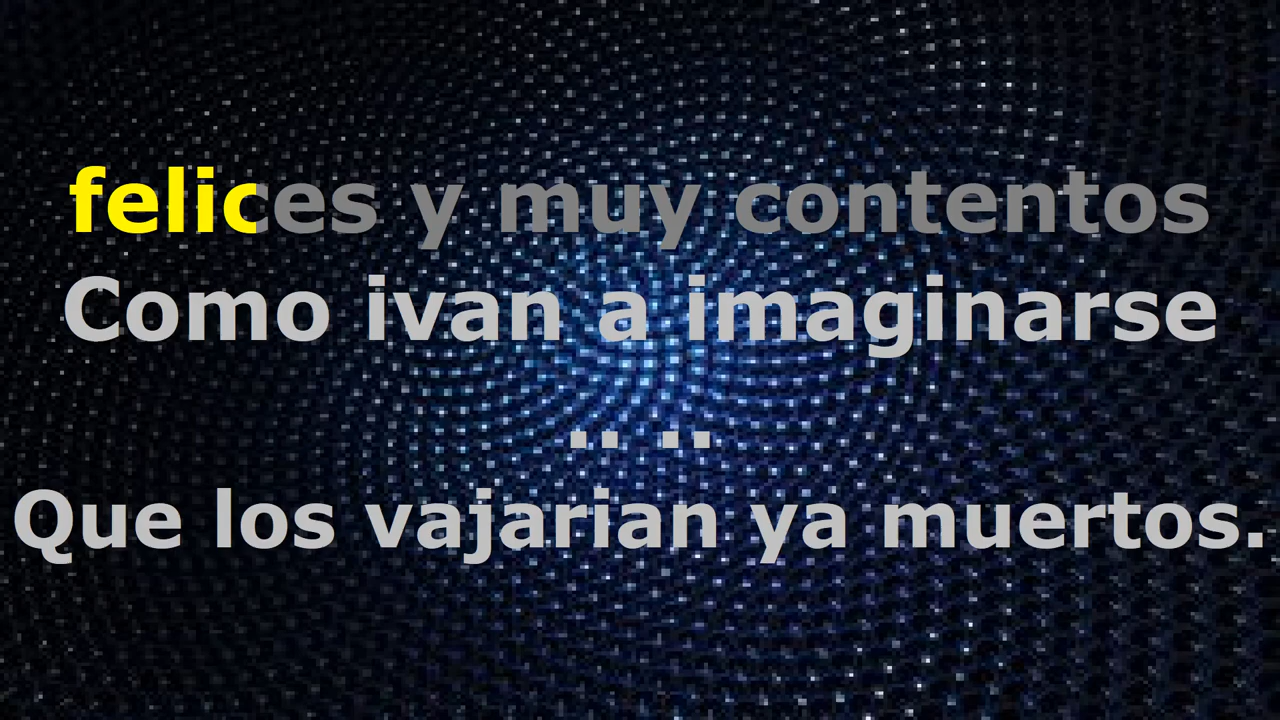 felices y muy contentos
Como ivan a imaginarse
.. ..
Que los vajarian ya muertos.